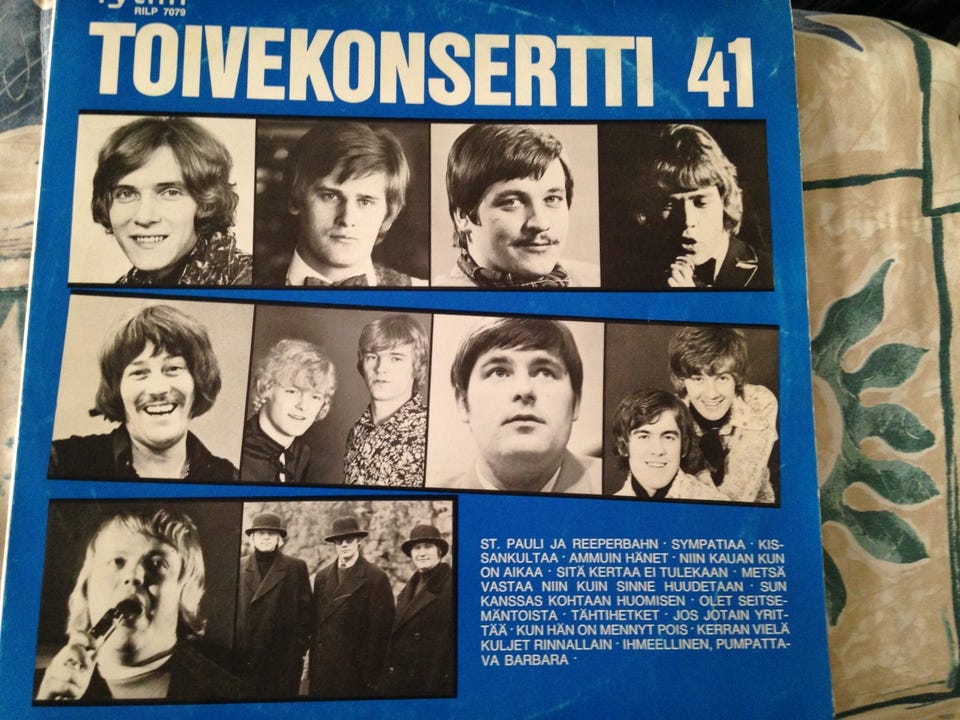 RILP 7079
TOIVEKONSERTTI 41
ST. PAULI JA REEPERBAHN · SYMPATIAA · KIS-
SANKULTAA · AMMUIN HÄNET · NIIN KAUAN KUN
ON AIKAA · SITÄ KERTAA EI TULEKAAN · METSÄ
VASTAA NIIN KUIN SINNE HUUDETAAN · SUN
KANSSAS KOHTAAN HUOMISEN · OLET SEITSE-
MÄNTOISTA · TÄHTIHETKET · JOS JOTAIN YRIT-
TÄÄ · KUN HÄN ON MENNYT POIS · KERRAN VIELÄ
KULJET RINNALLAIN · IHMEELLINEN, PUMPATTA-
VA BARBARA ·